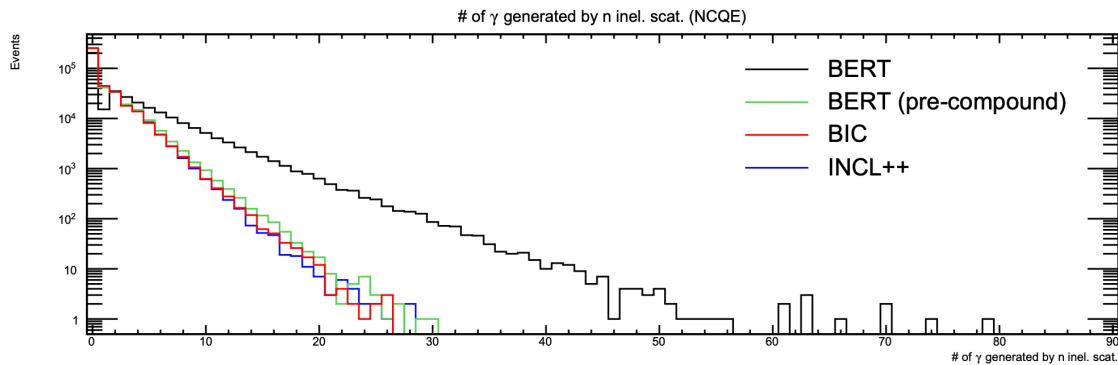 # of γ generated by n inel. scat. (NCQE)
Events
10⁵
10⁴
10³
10²
10
1
BERT
BERT (pre-compound)
BIC
INCL++
0 10 20 30 40 50 60 70 80 90
# of γ generated by n inel. scat.